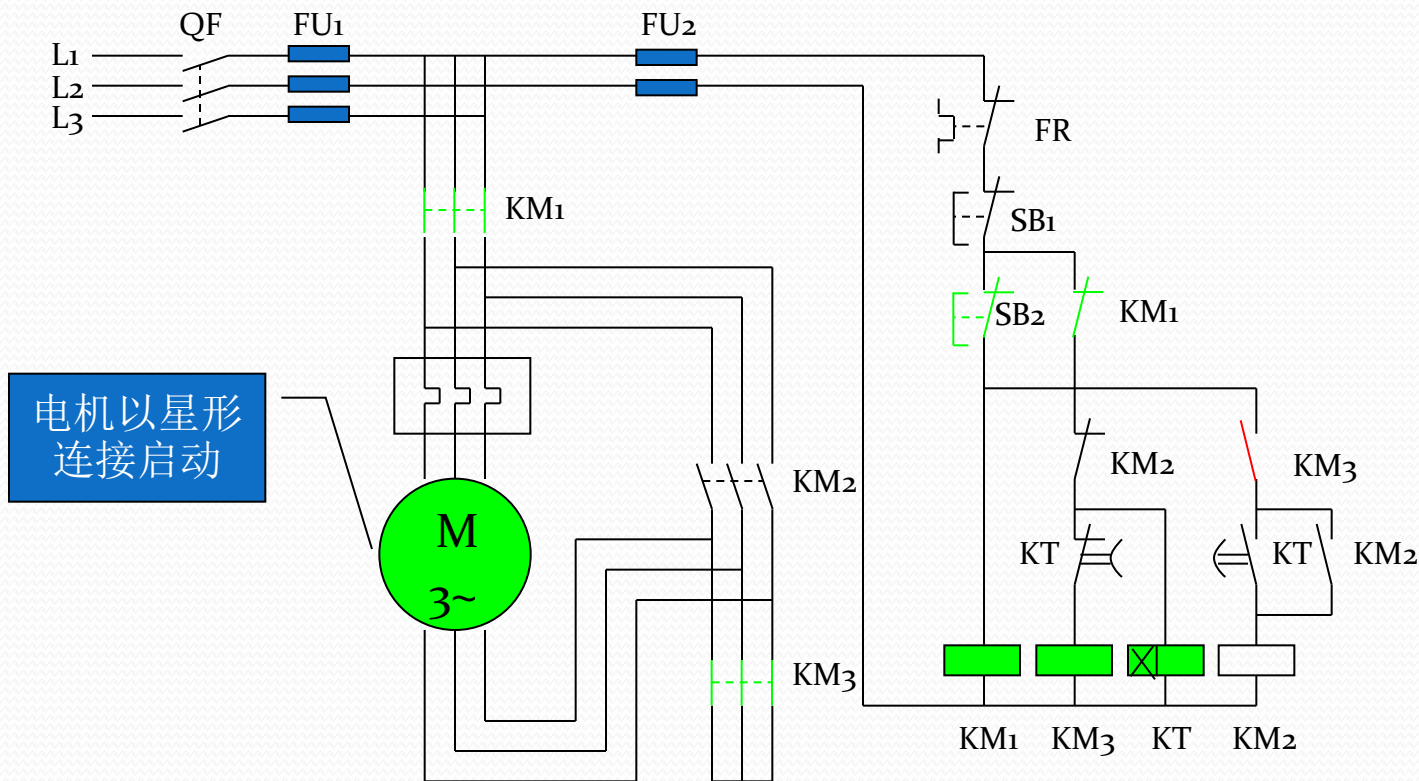 QF
FU1
FU2
L1
L2
L3
FR
KM1
SB1
SB2
KM1
电机以星形
连接启动
KM2
KM3
KM2
M
3~
KT
KT
KM2
KM3
KM1
KM3
KT
KM2